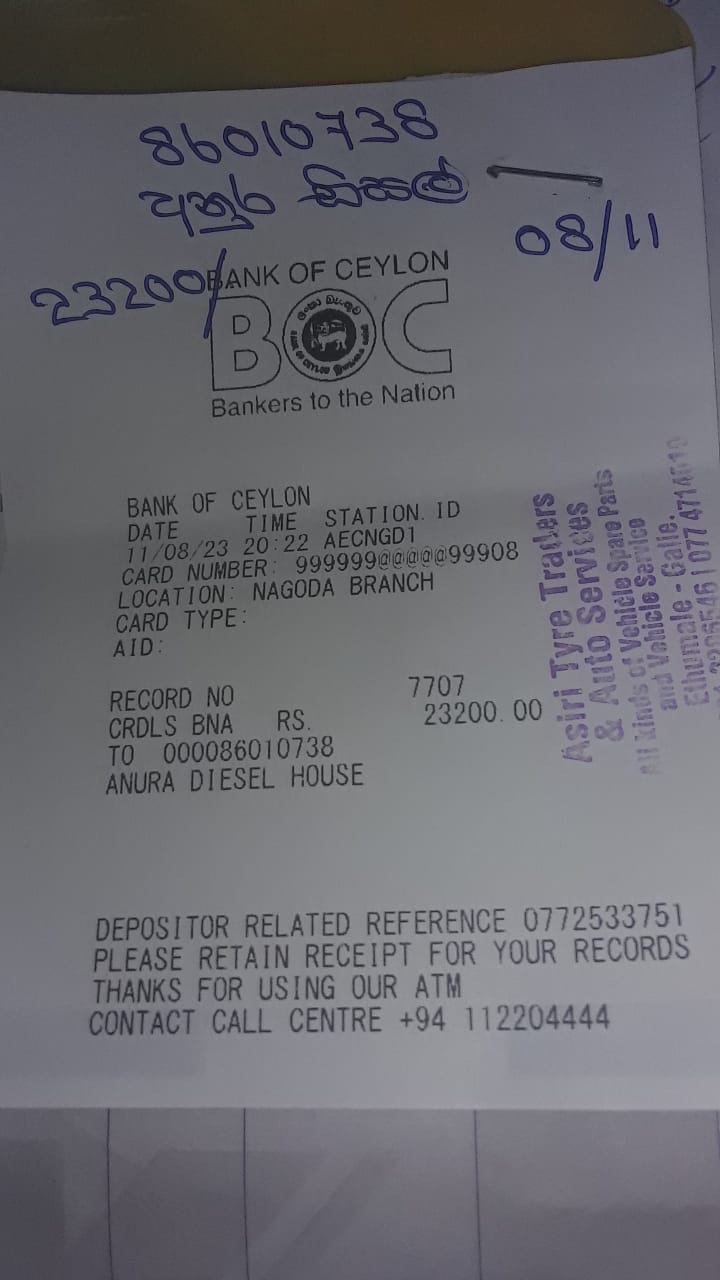 86010738
අනුර ඩීසල්
08/11
23200/
BANK OF CEYLON
BOC
Bankers to the Nation
BANK OF CEYLON
DATE TIME STATION.ID
11/08/23 20:22 AECNGD1
CARD NUMBER: 999999@@@@@99908
LOCATION: NAGODA BRANCH
CARD TYPE:
AID:
RECORD NO 7707
CRDLS BNA RS. 23200.00
TO 000086010738
ANURA DIESEL HOUSE
DEPOSITOR RELATED REFERENCE 0772533751
PLEASE RETAIN RECEIPT FOR YOUR RECORDS
THANKS FOR USING OUR ATM
CONTACT CALL CENTRE +94 112204444
Asiri Tyre Traders
& Auto Services
All kinds of Vehicle Spare Parts
and Vehicle Service
Ethumale - Galle.